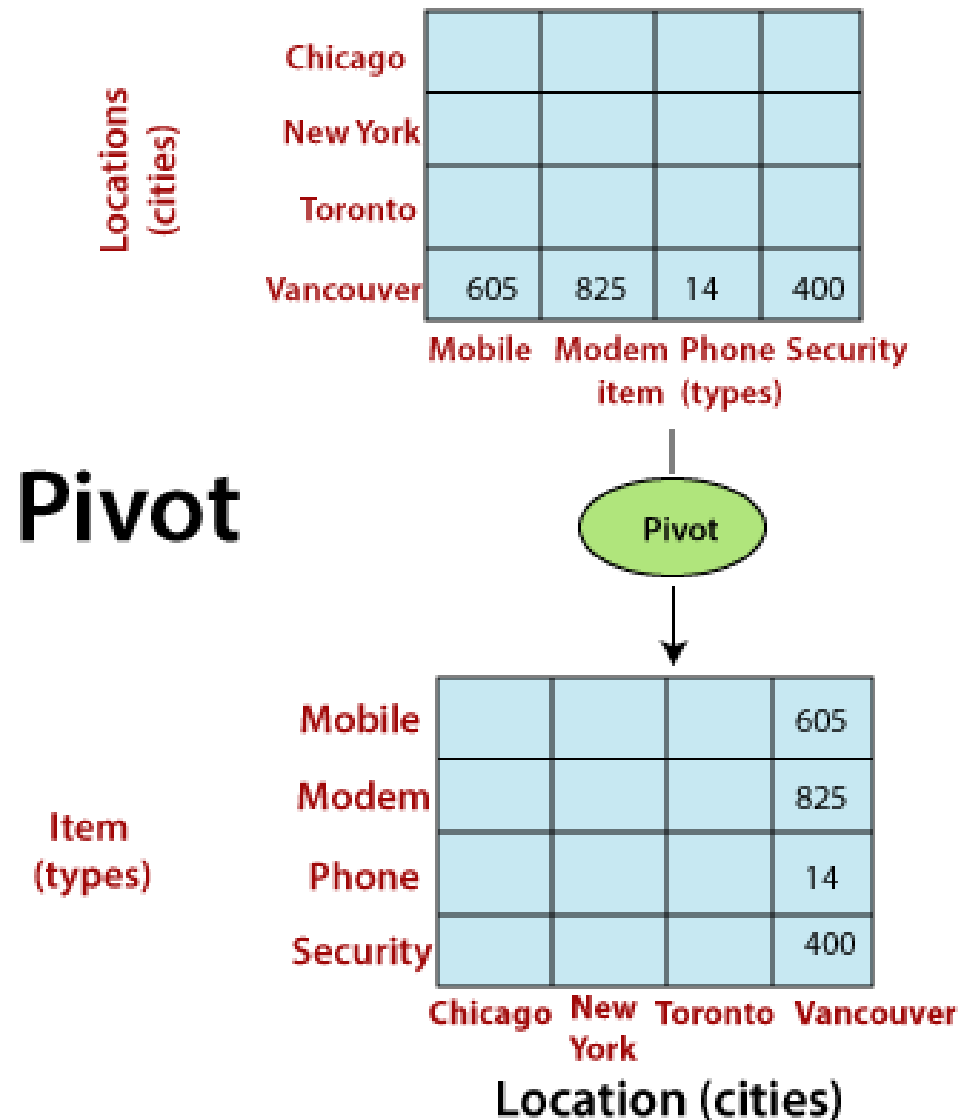 Locations
(cities)
Chicago
New York
Toronto
Vancouver 605 825 14 400
Mobile Modem Phone Security
item (types)
Pivot
Pivot
Item
(types)
Mobile 605
Modem 825
Phone 14
Security 400
Chicago New York Toronto Vancouver
Location (cities)